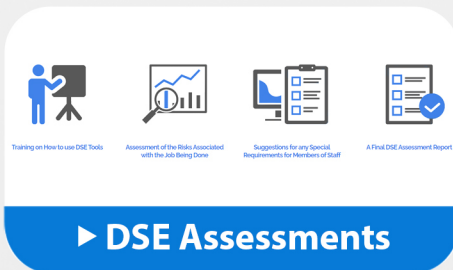 Training on How to use DSE Tools
Assessment of the Risks Associated
with the Job Being Done
Suggestions for any Special
Requirements for Members of Staff
A Final DSE Assessment Report
DSE Assessments